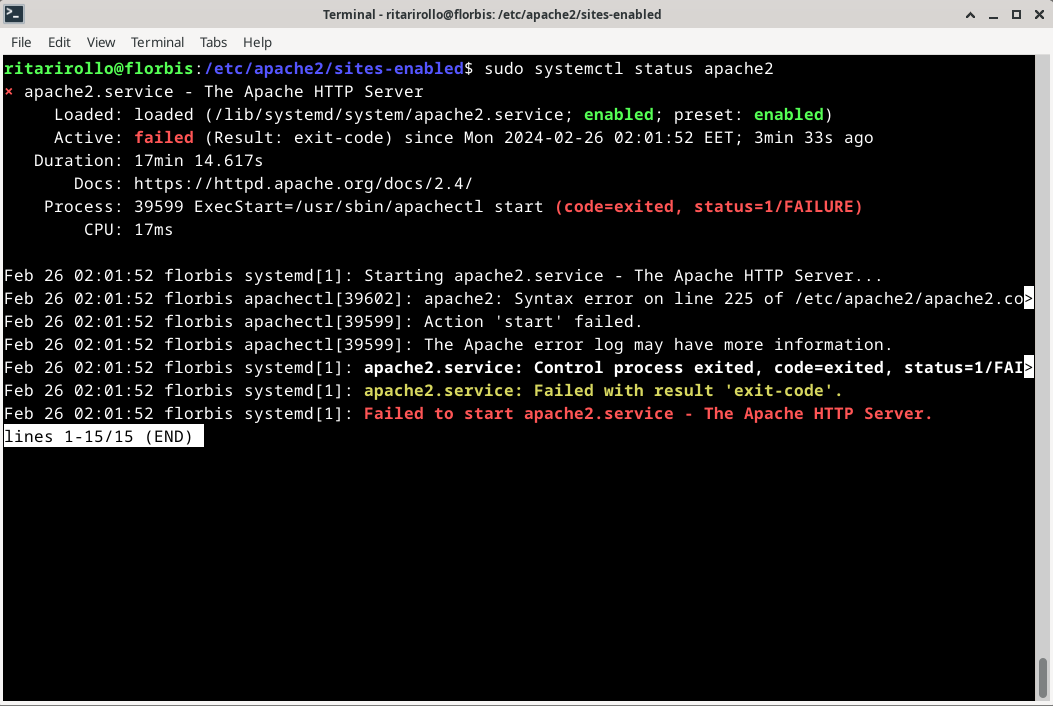 Terminal - ritarirollo@florbis: /etc/apache2/sites-enabled
File Edit View Terminal Tabs Help
ritarirollo@florbis:/etc/apache2/sites-enabled$ sudo systemctl status apache2
× apache2.service - The Apache HTTP Server
     Loaded: loaded (/lib/systemd/system/apache2.service; enabled; preset: enabled)
     Active: failed (Result: exit-code) since Mon 2024-02-26 02:01:52 EET; 3min 33s ago
   Duration: 17min 14.617s
       Docs: https://httpd.apache.org/docs/2.4/
    Process: 39599 ExecStart=/usr/sbin/apachectl start (code=exited, status=1/FAILURE)
        CPU: 17ms

Feb 26 02:01:52 florbis systemd[1]: Starting apache2.service - The Apache HTTP Server...
Feb 26 02:01:52 florbis apachectl[39602]: apache2: Syntax error on line 225 of /etc/apache2/apache2.co>
Feb 26 02:01:52 florbis apachectl[39599]: Action 'start' failed.
Feb 26 02:01:52 florbis apachectl[39599]: The Apache error log may have more information.
Feb 26 02:01:52 florbis systemd[1]: apache2.service: Control process exited, code=exited, status=1/FAI>
Feb 26 02:01:52 florbis systemd[1]: apache2.service: Failed with result 'exit-code'.
Feb 26 02:01:52 florbis systemd[1]: Failed to start apache2.service - The Apache HTTP Server.
lines 1-15/15 (END)